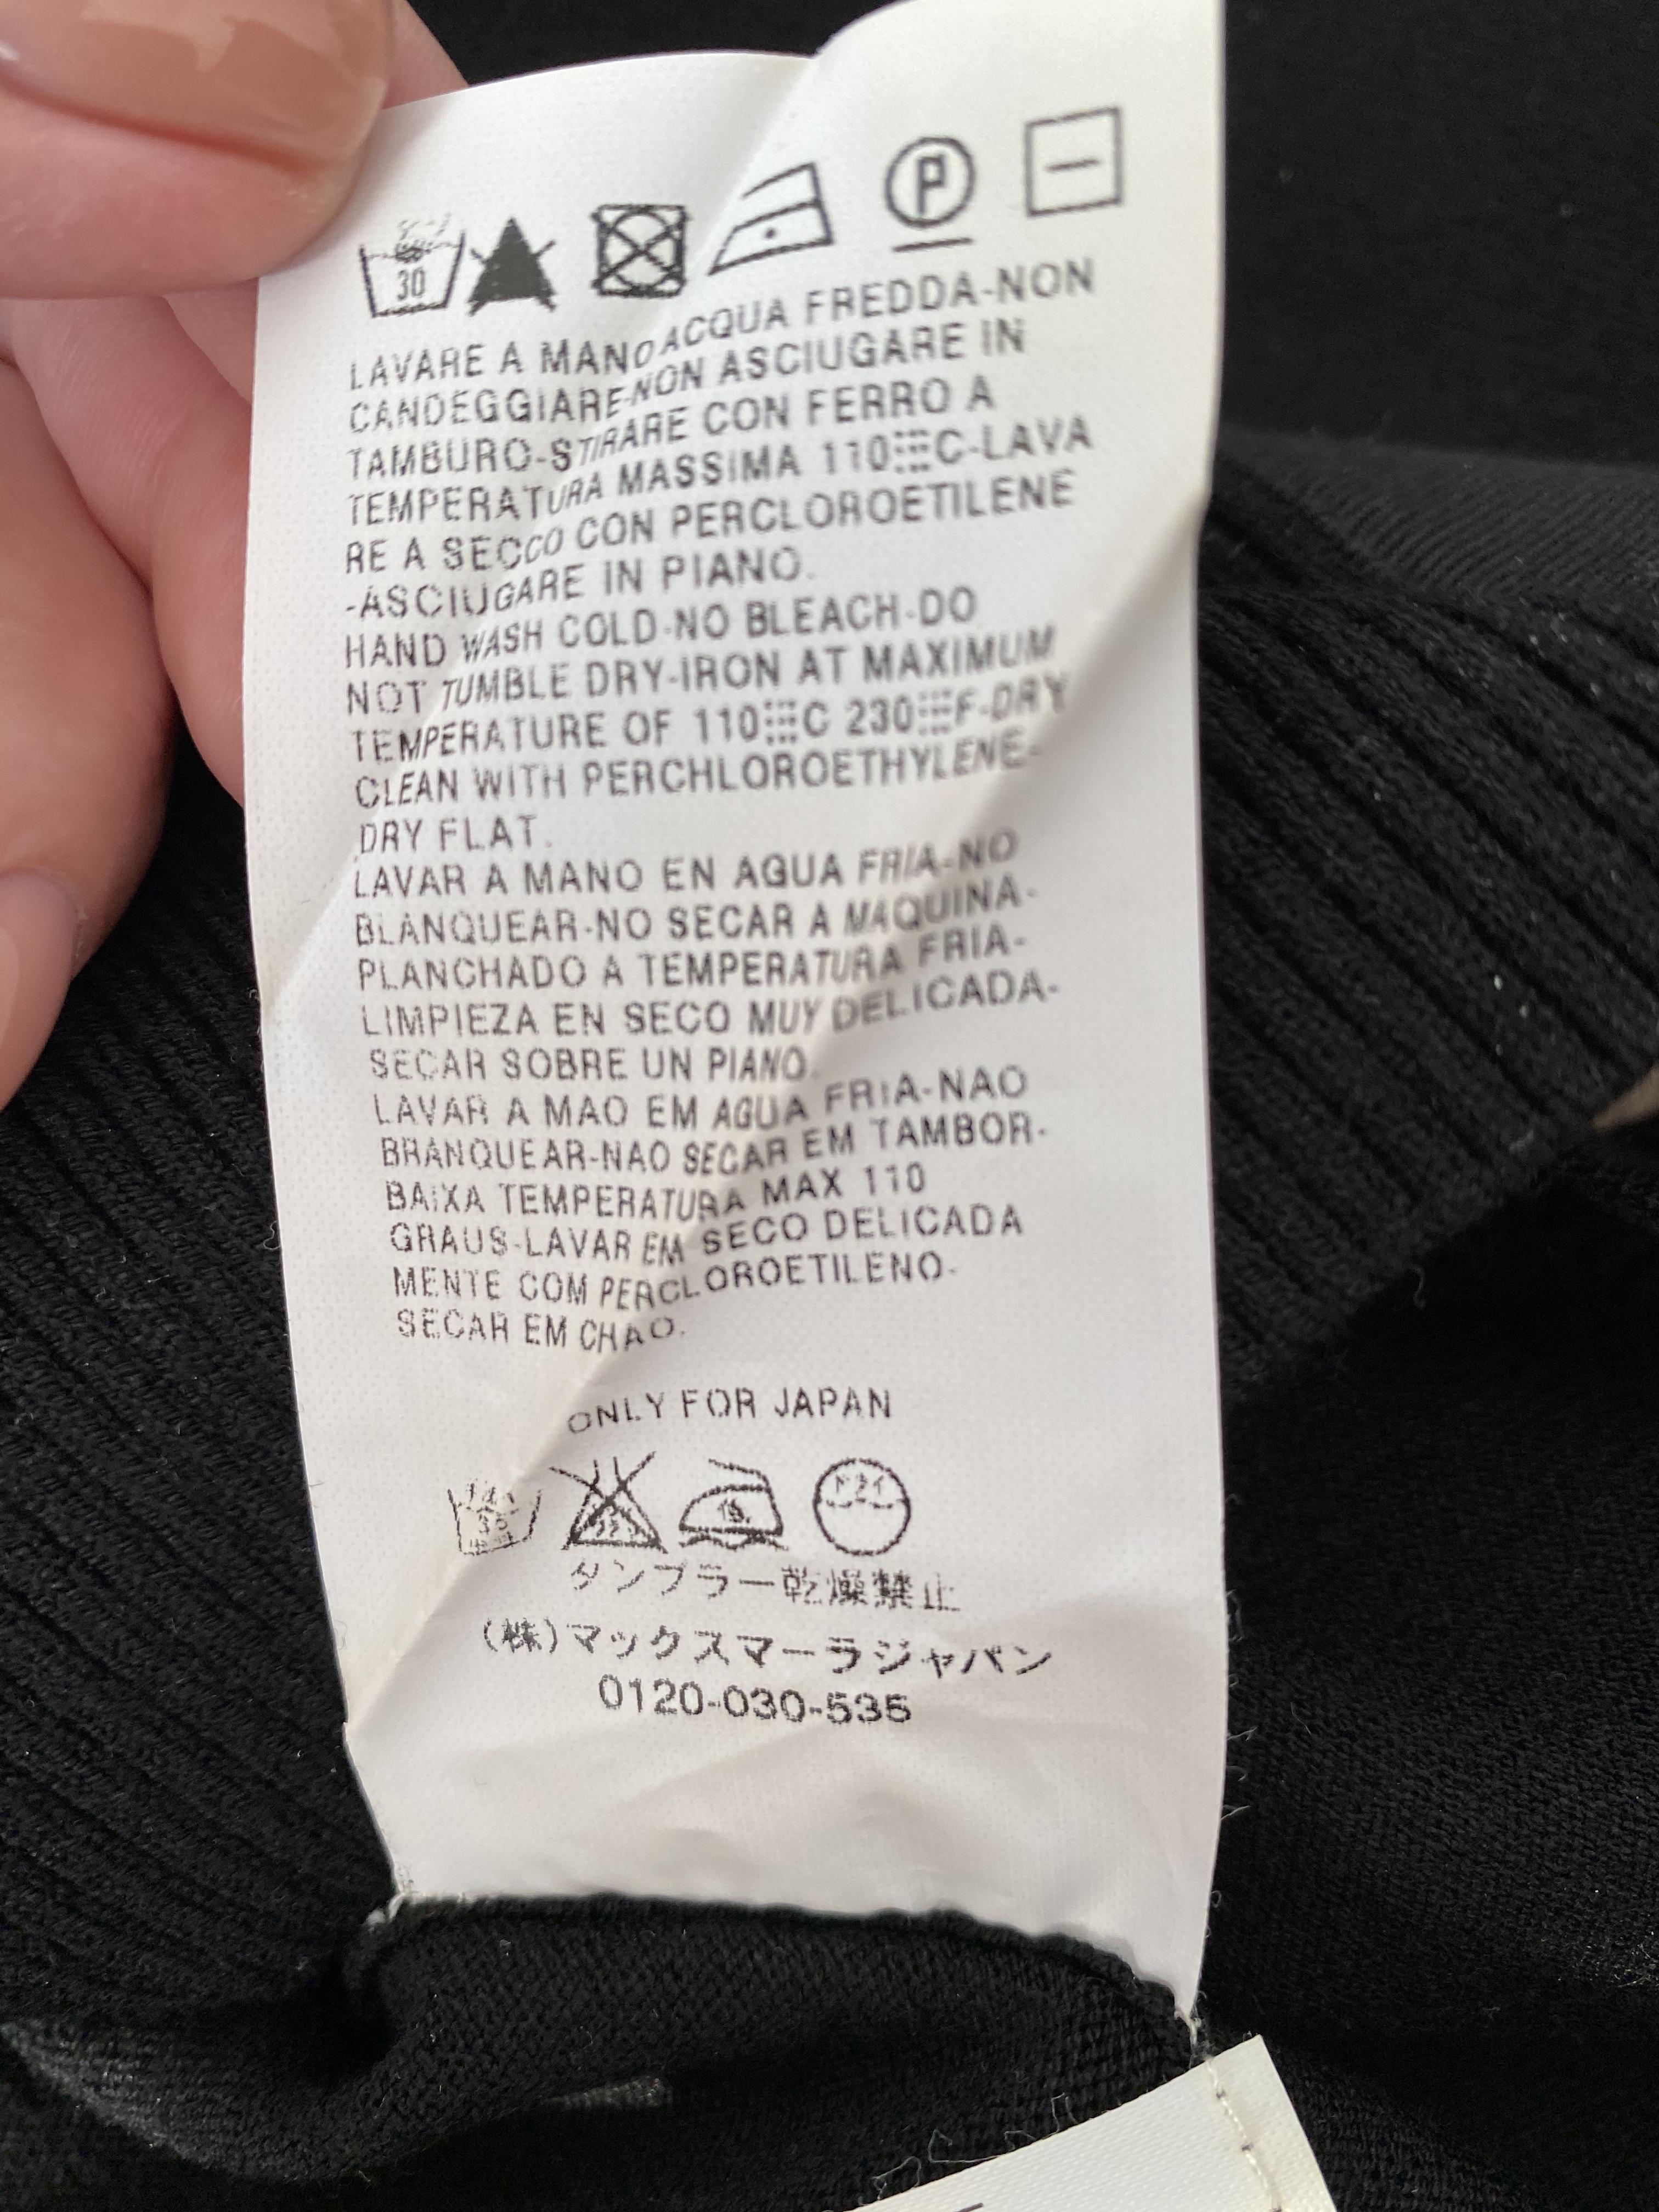 30
P
LAVARE A MANO ACQUA FREDDA-NON
CANDEGGIARE-NON ASCIUGARE IN
TAMBURO-STIRARE CON FERRO A
TEMPERATURA MASSIMA 110 C-LAVA
RE A SECCO CON PERCLOROETILENE
-ASCIUGARE IN PIANO.
HAND WASH COLD-NO BLEACH-DO
NOT TUMBLE DRY-IRON AT MAXIMUM
TEMPERATURE OF 110 C 230 F-DRY
CLEAN WITH PERCHLOROETHYLENE-
DRY FLAT.
LAVAR A MANO EN AGUA FRIA-NO
BLANQUEAR-NO SECAR A MAQUINA-
PLANCHADO A TEMPERATURA FRIA-
LIMPIEZA EN SECO MUY DELICADA-
SECAR SOBRE UN PIANO.
LAVAR A MAO EM AGUA FRIA-NAO
BRANQUEAR-NAO SECAR EM TAMBOR-
BAIXA TEMPERATURA MAX 110
GRAUS-LAVAR EM SECO DELICADA
MENTE COM PERCLOROETILENO-
SECAR EM CHAO.
ONLY FOR JAPAN
タンブラー乾燥禁止
(株)マックスマーラジャパン
0120-030-535